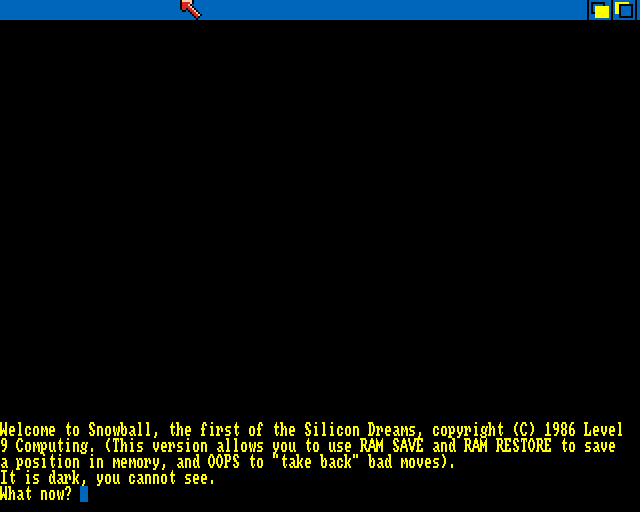 Welcome to Snowball, the first of the Silicon Dreams, copyright (C) 1986 Level
9 Computing. (This version allows you to use RAM SAVE and RAM RESTORE to save
a position in memory, and OOPS to "take back" bad moves).
It is dark, you cannot see.
What now?